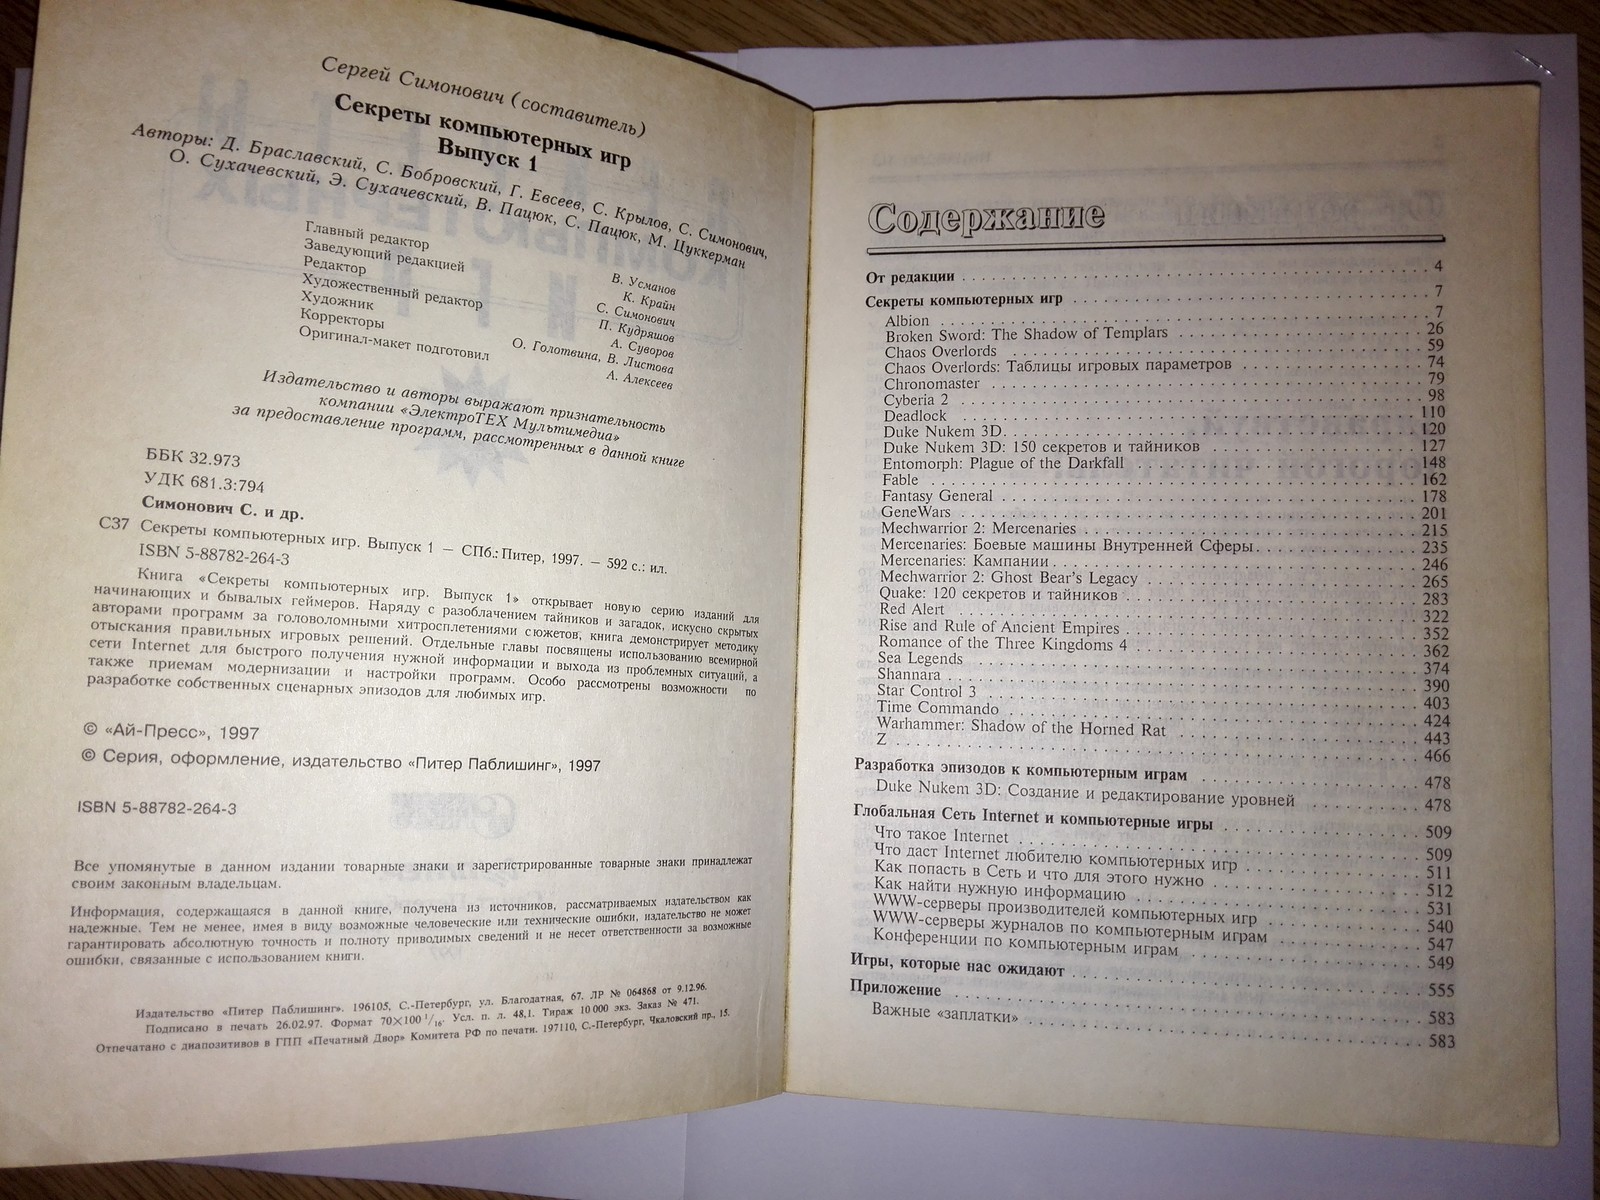 Сергей Симонович (составитель)
Секреты компьютерных игр
Выпуск 1
Авторы: Д. Браславский, С. Бобровский, Г. Евсеев, С. Крылов, С. Симонович,
О. Сухачевский, Э. Сухачевский, В. Пацюк, С. Пацюк, М. Цуккерман
Главный редактор В. Усманов
Заведующий редакцией К. Крайн
Редактор С. Симонович
Художественный редактор П. Кудряшов
Художник А. Суворов
Корректоры О. Голотвина, В. Листова
Оригинал-макет подготовил А. Алексеев
Издательство и авторы выражают признательность
компании «ЭлектроТЕХ Мультимедиа»
за предоставление программ, рассмотренных в данной книге
ББК 32.973
УДК 681.3:794
Симонович С. и др.
С37 Секреты компьютерных игр. Выпуск 1 — СПб.: Питер, 1997. — 592 с.: ил.
ISBN 5-88782-264-3
Книга «Секреты компьютерных игр. Выпуск 1» открывает новую серию изданий для
начинающих и бывалых геймеров. Наряду с разоблачением тайников и загадок, искусно скрытых
авторами программ за головоломными хитросплетениями сюжетов, книга демонстрирует методику
отыскания правильных игровых решений. Отдельные главы посвящены использованию всемирной
сети Internet для быстрого получения нужной информации и выхода из проблемных ситуаций, а
также приемам модернизации и настройки программ. Особо рассмотрены возможности по
разработке собственных сценарных эпизодов для любимых игр.
© «Ай-Пресс», 1997
© Серия, оформление, издательство «Питер Паблишинг», 1997
ISBN 5-88782-264-3
Все упомянутые в данном издании товарные знаки и зарегистрированные товарные знаки принадлежат
своим законным владельцам.
Информация, содержащаяся в данной книге, получена из источников, рассматриваемых издательством как
надежные. Тем не менее, имея в виду возможные человеческие или технические ошибки, издательство не может
гарантировать абсолютную точность и полноту приводимых сведений и не несет ответственности за возможные
ошибки, связанные с использованием книги.
Издательство «Питер Паблишинг». 196105, С.-Петербург, ул. Благодатная, 67. ЛР № 064868 от 9.12.96.
Подписано в печать 26.02.97. Формат 70×100 1/16. Усл. п. л. 48,1. Тираж 10 000 экз. Заказ № 471.
Отпечатано с диапозитивов в ГПП «Печатный Двор» Комитета РФ по печати. 197110, С.-Петербург, Чкаловский пр., 15.
Содержание
От редакции 4
Секреты компьютерных игр 7
Albion 7
Broken Sword: The Shadow of Templars 26
Chaos Overlords 59
Chaos Overlords: Таблицы игровых параметров 74
Chronomaster 79
Cyberia 2 98
Deadlock 110
Duke Nukem 3D 120
Duke Nukem 3D: 150 секретов и тайников 127
Entomorph: Plague of the Darkfall 148
Fable 162
Fantasy General 178
GeneWars 201
Mechwarrior 2: Mercenaries 215
Mercenaries: Боевые машины Внутренней Сферы 235
Mercenaries: Кампании 246
Mechwarrior 2: Ghost Bear's Legacy 265
Quake: 120 секретов и тайников 283
Red Alert 322
Rise and Rule of Ancient Empires 352
Romance of the Three Kingdoms 4 362
Sea Legends 374
Shannara 390
Star Control 3 403
Time Commando 424
Warhammer: Shadow of the Horned Rat 443
Z 466
Разработка эпизодов к компьютерным играм 478
Duke Nukem 3D: Создание и редактирование уровней 478
Глобальная Сеть Internet и компьютерные игры 509
Что такое Internet 509
Что даст Internet любителю компьютерных игр 511
Как попасть в Сеть и что для этого нужно 512
Как найти нужную информацию 531
WWW-серверы производителей компьютерных игр 540
WWW-серверы журналов по компьютерным играм 547
Конференции по компьютерным играм 549
Игры, которые нас ожидают 555
Приложение 583
Важные «заплатки» 583